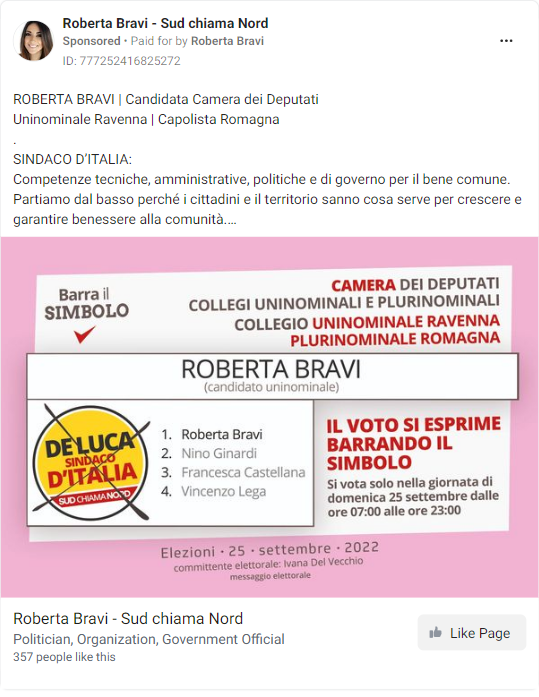 Roberta Bravi - Sud chiama Nord
Sponsored • Paid for by Roberta Bravi
ID: 777252416825272
ROBERTA BRAVI | Candidata Camera dei Deputati
Uninominale Ravenna | Capolista Romagna
.
SINDACO D’ITALIA:
Competenze tecniche, amministrative, politiche e di governo per il bene comune.
Partiamo dal basso perché i cittadini e il territorio sanno cosa serve per crescere e
garantire benessere alla comunità....
Barra il
SIMBOLO
CAMERA DEI DEPUTATI
COLLEGI UNINOMINALI E PLURINOMINALI
COLLEGIO UNINOMINALE RAVENNA
PLURINOMINALE ROMAGNA
ROBERTA BRAVI
(candidato uninominale)
DE LUCA
SINDACO
D'ITALIA
SUD CHIAMA NORD
1. Roberta Bravi
2. Nino Ginardi
3. Francesca Castellana
4. Vincenzo Lega
IL VOTO SI ESPRIME
BARRANDO IL
SIMBOLO
Si vota solo nella giornata di
domenica 25 settembre dalle
ore 07:00 alle ore 23:00
Elezioni · 25 · settembre · 2022
committente elettorale: Ivana Del Vecchio
messaggio elettorale
Roberta Bravi - Sud chiama Nord
Politician, Organization, Government Official
357 people like this
Like Page